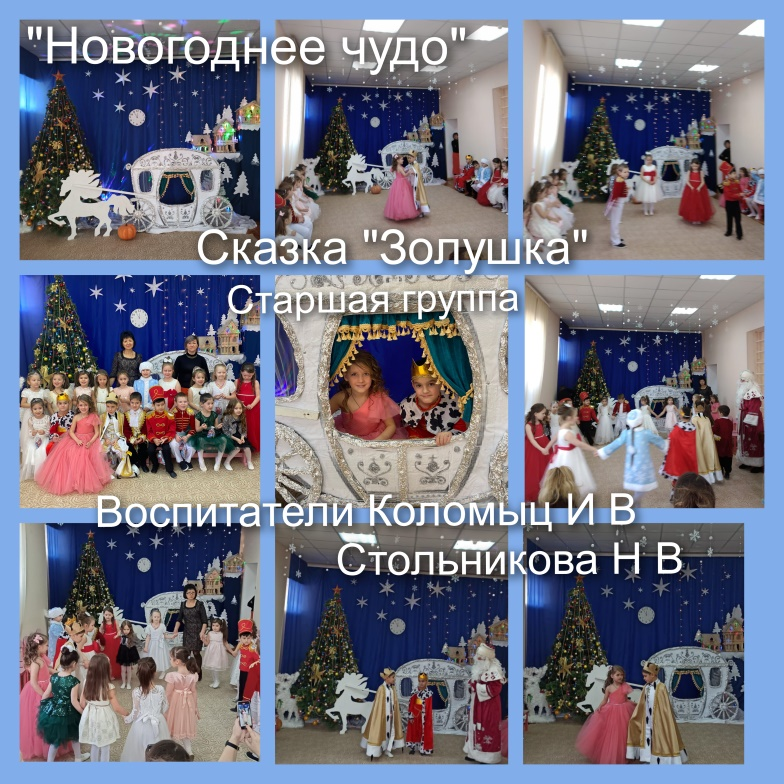 "Новогоднее чудо"
Сказка "Золушка"
Старшая группа
Воспитатели Коломыц И В
Стольникова Н В